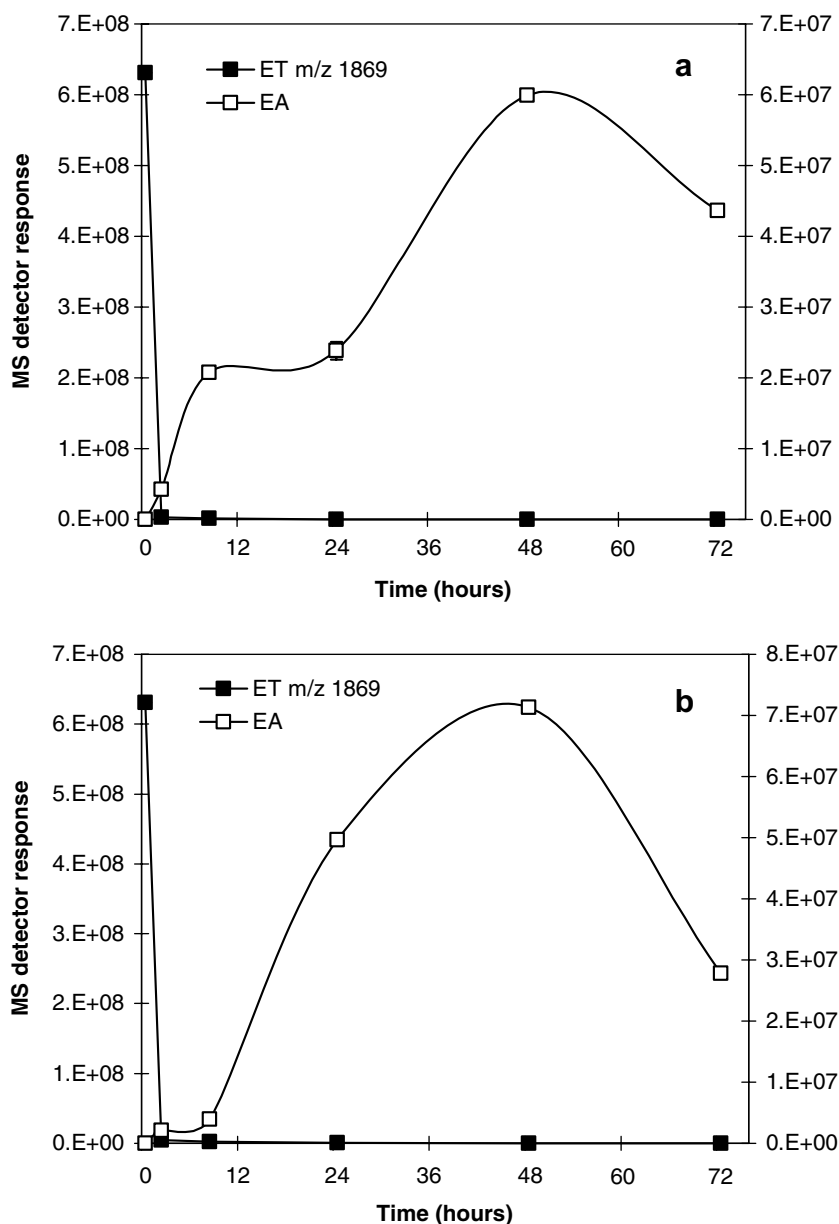 7.E+08 7.E+07
ET m/z 1869 a
6.E+08 EA 6.E+07
5.E+08 5.E+07
4.E+08 4.E+07
MS detector response
3.E+08 3.E+07
2.E+08 2.E+07
1.E+08 1.E+07
0.E+00 0.E+00
0 12 24 36 48 60 72
Time (hours)
7.E+08 8.E+07
ET m/z 1869 b
6.E+08 EA 7.E+07
6.E+07
5.E+08
5.E+07
4.E+08
MS detector response
4.E+07
3.E+08
3.E+07
2.E+08
2.E+07
1.E+08 1.E+07
0.E+00 0.E+00
0 12 24 36 48 60 72
Time (hours)